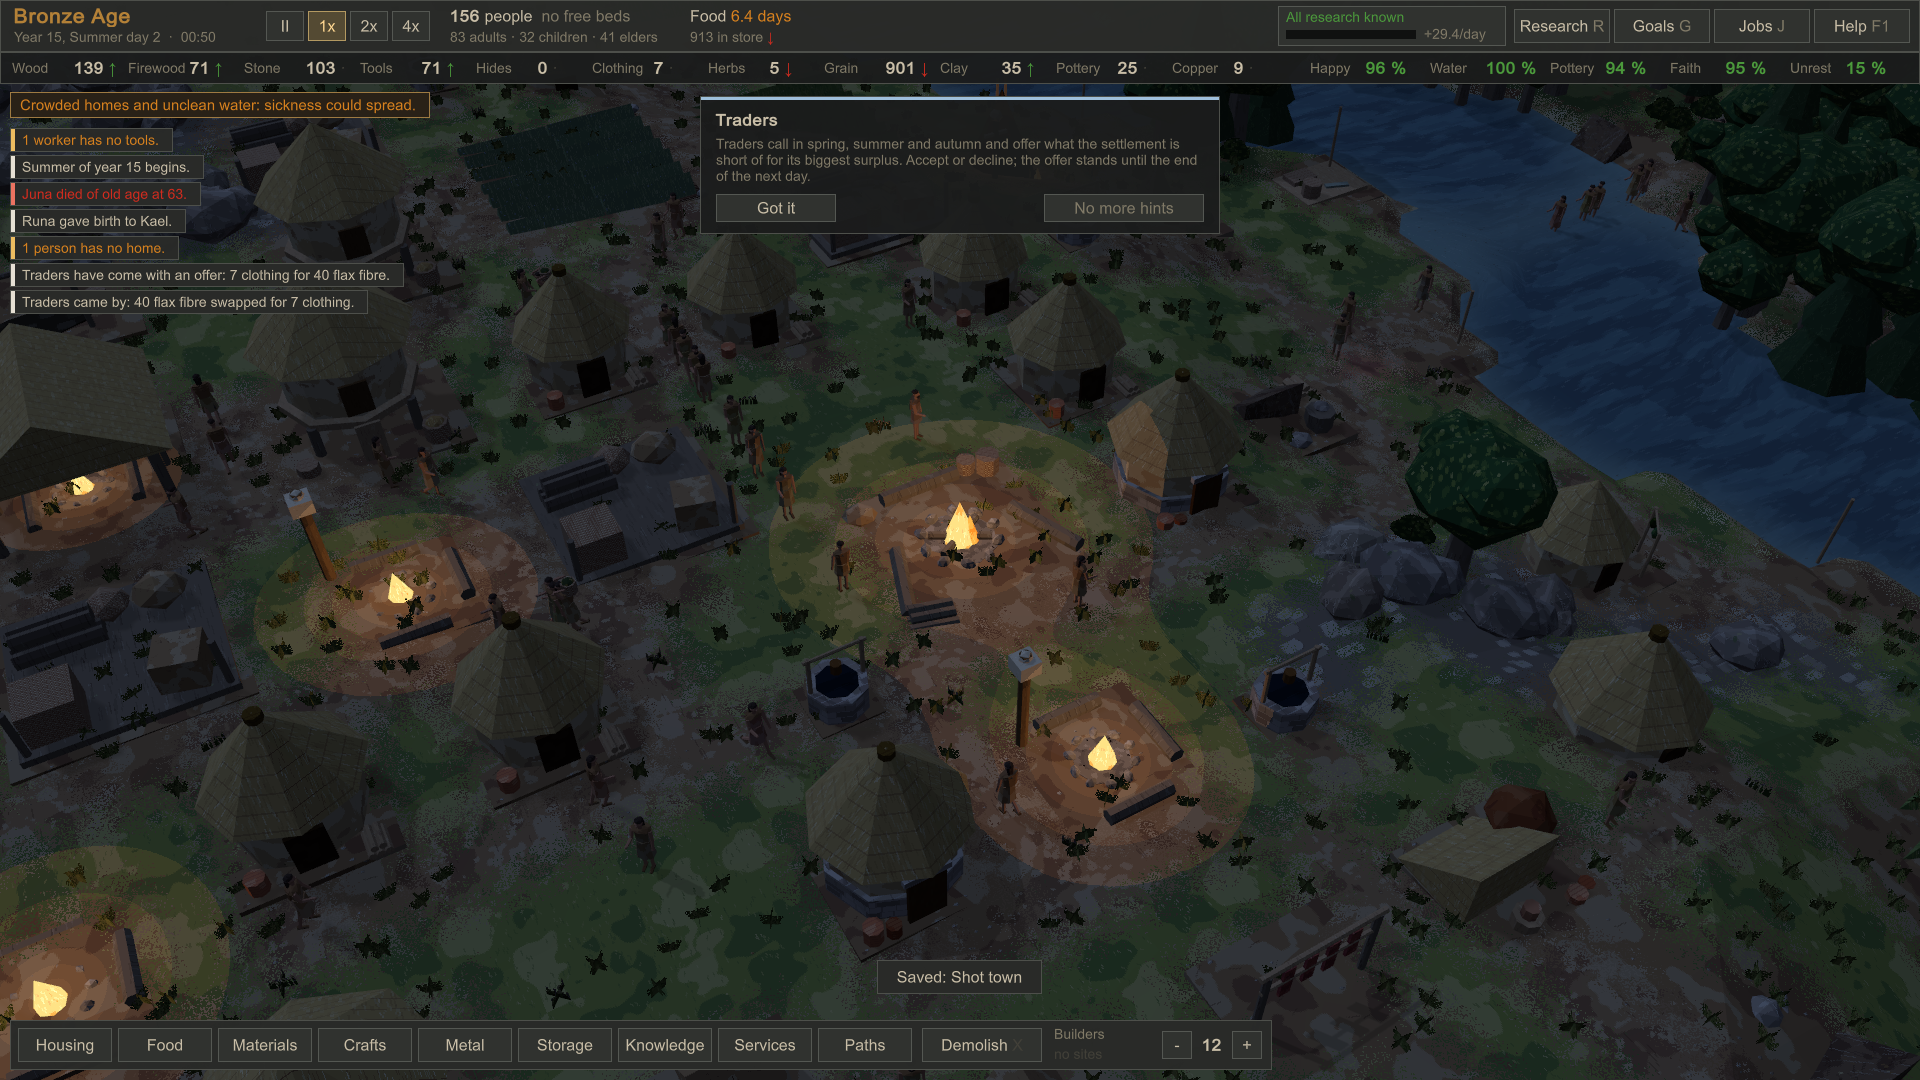 Bronze Age
Year 15, Summer day 2 · 00:50
II
1x
2x
4x
156 people no free beds
83 adults · 32 children · 41 elders
Food 6.4 days
913 in store ↓
All research known
+29.4/day
Research R
Goals G
Jobs J
Help F1
Wood 139 ↑
Firewood 71 ↑
Stone 103
Tools 71 ↑
Hides 0
Clothing 7
Herbs 5 ↓
Grain 901 ↓
Clay 35 ↑
Pottery 25
Copper 9
Happy 96 %
Water 100 %
Pottery 94 %
Faith 95 %
Unrest 15 %
Crowded homes and unclean water: sickness could spread.
1 worker has no tools.
Summer of year 15 begins.
Juna died of old age at 63.
Runa gave birth to Kael.
1 person has no home.
Traders have come with an offer: 7 clothing for 40 flax fibre.
Traders came by: 40 flax fibre swapped for 7 clothing.
Traders
Traders call in spring, summer and autumn and offer what the settlement is
short of for its biggest surplus. Accept or decline; the offer stands until the end
of the next day.
Got it
No more hints
Saved: Shot town
Housing
Food
Materials
Crafts
Metal
Storage
Knowledge
Services
Paths
Demolish X
Builders
no sites
-
12
+